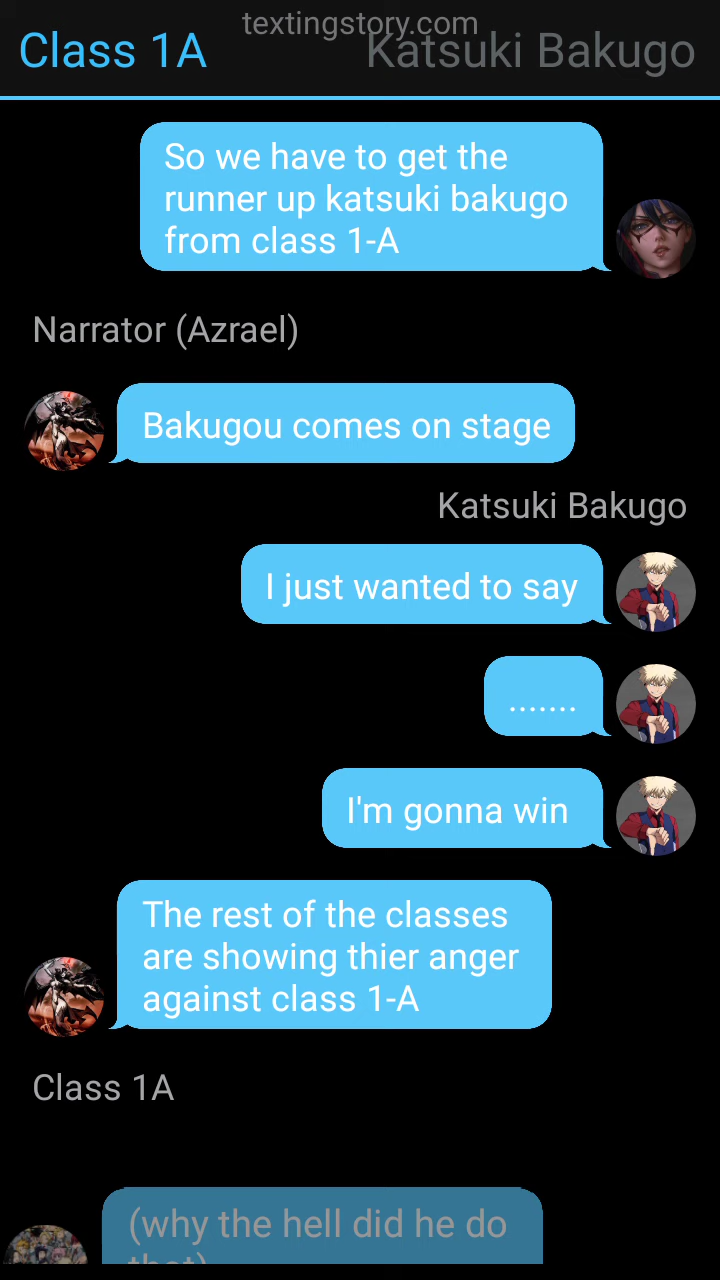 textingstory.com
Class 1A
Katsuki Bakugo
So we have to get the
runner up katsuki bakugo
from class 1-A
Narrator (Azrael)
Bakugou comes on stage
Katsuki Bakugo
I just wanted to say
.......
I'm gonna win
The rest of the classes
are showing thier anger
against class 1-A
Class 1A
(why the hell did he do
that)